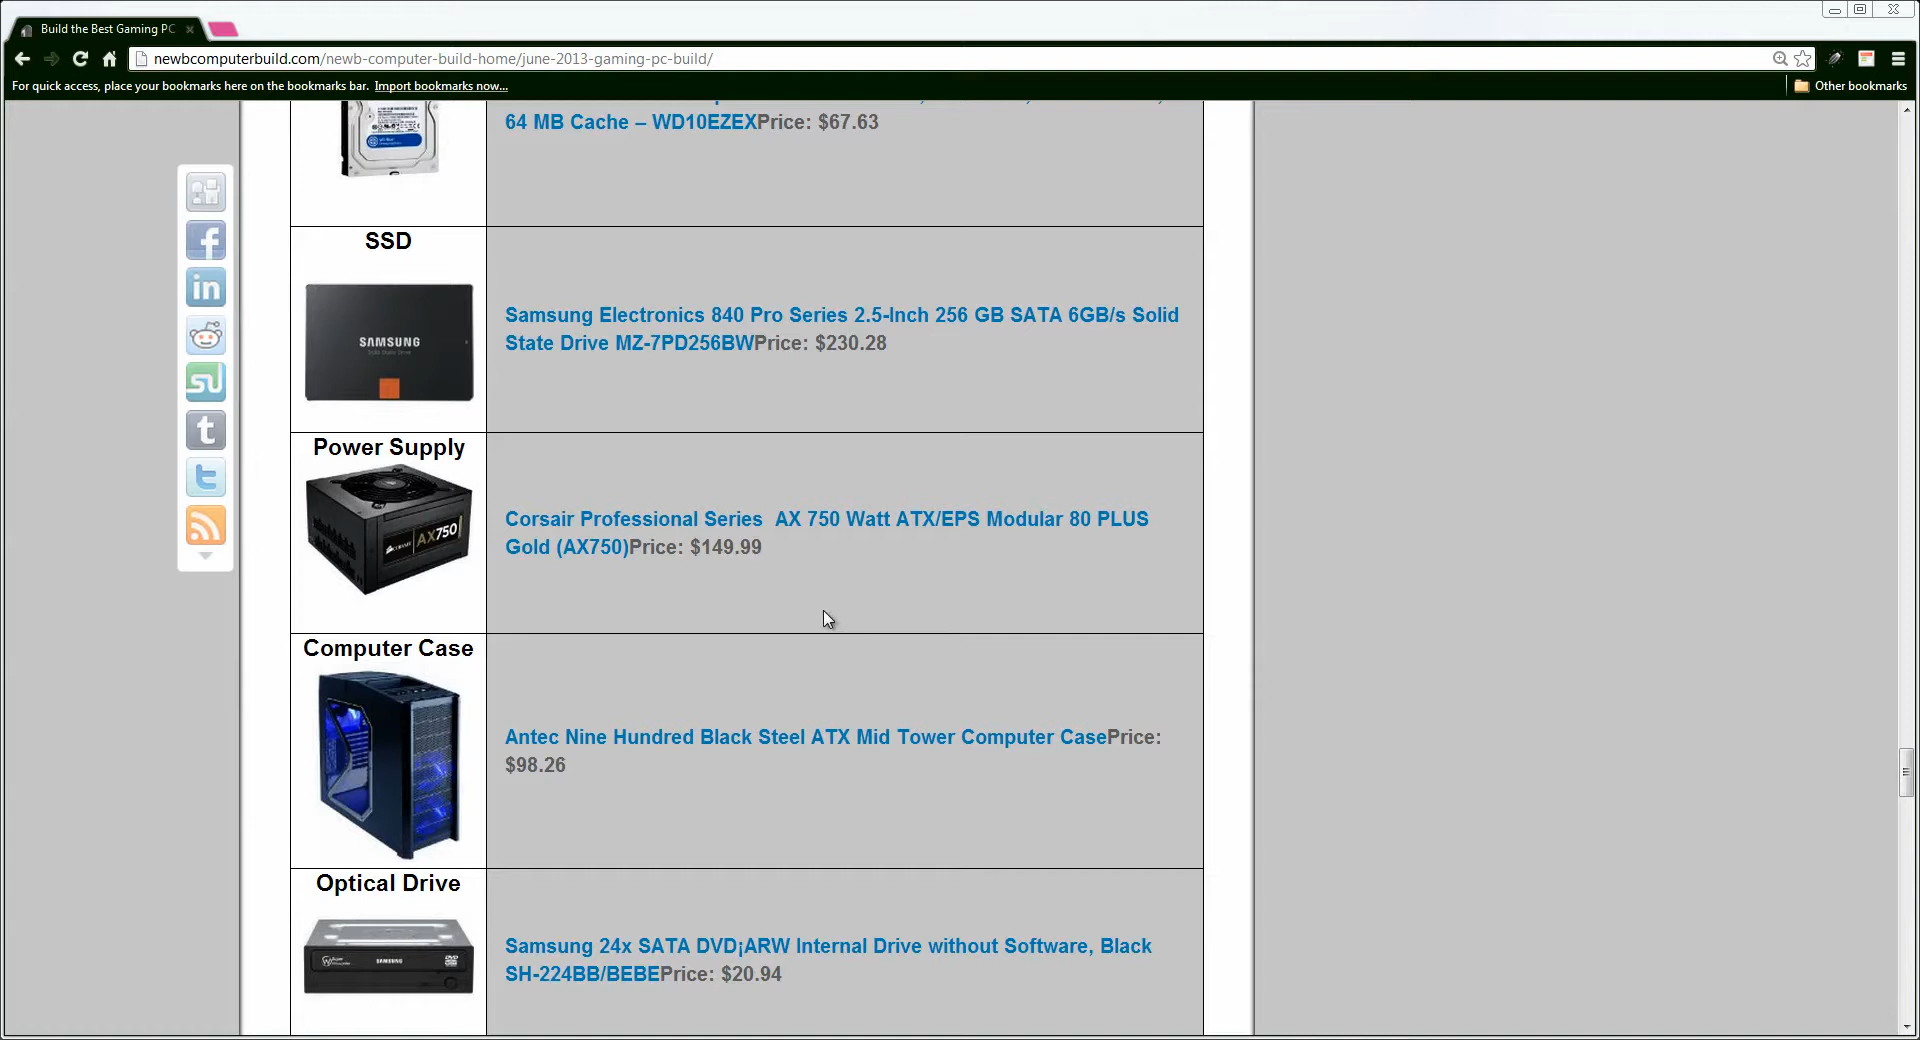 Build the Best Gaming PC
newbcomputerbuild.com/newb-computer-build-home/june-2013-gaming-pc-build/
For quick access, place your bookmarks here on the bookmarks bar. Import bookmarks now...
Other bookmarks
64 MB Cache – WD10EZEXPrice: $67.63
SSD
SAMSUNG
Samsung Electronics 840 Pro Series 2.5-Inch 256 GB SATA 6GB/s Solid
State Drive MZ-7PD256BWPrice: $230.28
Power Supply
CORSAIR AX750
Corsair Professional Series AX 750 Watt ATX/EPS Modular 80 PLUS
Gold (AX750)Price: $149.99
Computer Case
Antec Nine Hundred Black Steel ATX Mid Tower Computer CasePrice:
$98.26
Optical Drive
SAMSUNG
Samsung 24x SATA DVD¡ARW Internal Drive without Software, Black
SH-224BB/BEBEPrice: $20.94